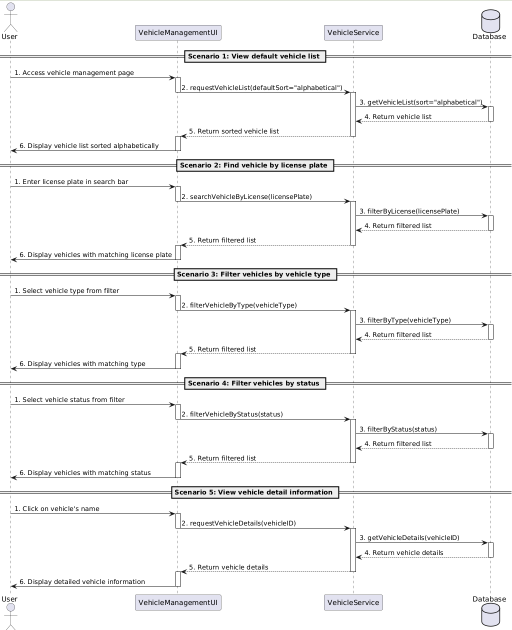 User
VehicleManagementUI
VehicleService
Database
Scenario 1: View default vehicle list
1. Access vehicle management page
2. requestVehicleList(defaultSort="alphabetical")
3. getVehicleList(sort="alphabetical")
4. Return vehicle list
5. Return sorted vehicle list
6. Display vehicle list sorted alphabetically
Scenario 2: Find vehicle by license plate
1. Enter license plate in search bar
2. searchVehicleByLicense(licensePlate)
3. filterByLicense(licensePlate)
4. Return filtered list
5. Return filtered list
6. Display vehicles with matching license plate
Scenario 3: Filter vehicles by vehicle type
1. Select vehicle type from filter
2. filterVehicleByType(vehicleType)
3. filterByType(vehicleType)
4. Return filtered list
5. Return filtered list
6. Display vehicles with matching type
Scenario 4: Filter vehicles by status
1. Select vehicle status from filter
2. filterVehicleByStatus(status)
3. filterByStatus(status)
4. Return filtered list
5. Return filtered list
6. Display vehicles with matching status
Scenario 5: View vehicle detail information
1. Click on vehicle's name
2. requestVehicleDetails(vehicleID)
3. getVehicleDetails(vehicleID)
4. Return vehicle details
5. Return vehicle details
6. Display detailed vehicle information
User
VehicleManagementUI
VehicleService
Database